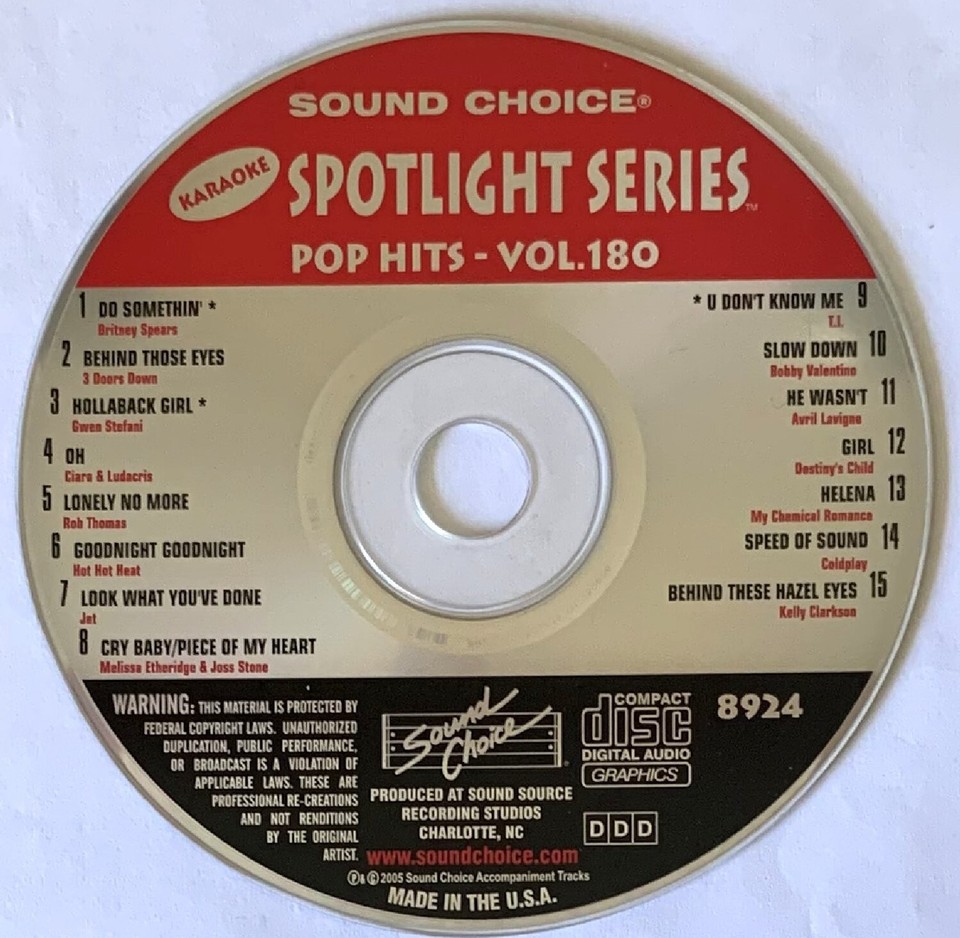 SOUND CHOICE®
KARAOKE
SPOTLIGHT SERIES™
POP HITS - VOL.180
1 DO SOMETHIN' *
Britney Spears
2 BEHIND THOSE EYES
3 Doors Down
3 HOLLABACK GIRL *
Gwen Stefani
4 OH
Ciara & Ludacris
5 LONELY NO MORE
Rob Thomas
6 GOODNIGHT GOODNIGHT
Hot Hot Heat
7 LOOK WHAT YOU'VE DONE
Jet
8 CRY BABY/PIECE OF MY HEART
Melissa Etheridge & Joss Stone
* U DON'T KNOW ME 9
T.I.
SLOW DOWN 10
Bobby Valentino
HE WASN'T 11
Avril Lavigne
GIRL 12
Destiny's Child
HELENA 13
My Chemical Romance
SPEED OF SOUND 14
Coldplay
BEHIND THESE HAZEL EYES 15
Kelly Clarkson
WARNING: THIS MATERIAL IS PROTECTED
FEDERAL COPYRIGHT LAWS. UNAUTHORIZED
DUPLICATION, PUBLIC PERFORMANCE,
OR BROADCAST IS A VIOLATION OF
APPLICABLE LAWS. THESE ARE
PROFESSIONAL RE-CREATIONS
AND NOT RENDITIONS
BY THE ORIGINAL
ARTIST.
Sound
Choice®
PRODUCED AT SOUND SOURCE
RECORDING STUDIOS
CHARLOTTE, NC
www.soundchoice.com
℗&©2005 Sound Choice Accompaniment Tracks
MADE IN THE U.S.A.
COMPACT
disc
DIGITAL AUDIO
GRAPHICS
DDD
8924